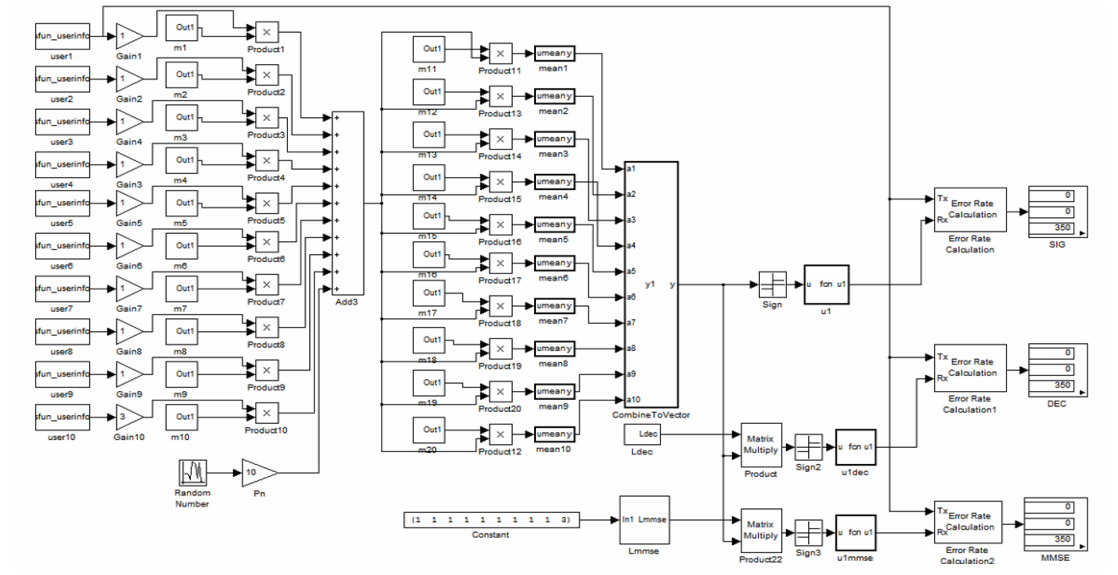 sfun_userinfo
user1
1
Gain1
Out1
m1
×
Product1
sfun_userinfo
user2
1
Gain2
Out1
m2
×
Product2
sfun_userinfo
user3
1
Gain4
Out1
m3
×
Product3
sfun_userinfo
user4
1
Gain3
Out1
m4
×
Product4
sfun_userinfo
user5
1
Gain5
Out1
m5
×
Product5
sfun_userinfo
user6
1
Gain6
Out1
m6
×
Product6
sfun_userinfo
user7
1
Gain7
Out1
m7
×
Product7
sfun_userinfo
user8
1
Gain8
Out1
m8
×
Product8
sfun_userinfo
user9
1
Gain9
Out1
m9
×
Product9
sfun_userinfo
user10
3
Gain10
Out1
m10
×
Product10
Random
Number
10
Pn
+
+
+
+
+
+
+
+
+
+
+
Add3
Out1
m11
×
Product11
umeany
mean1
Out1
m12
×
Product13
umeany
mean2
Out1
m13
×
Product14
umeany
mean3
Out1
m14
×
Product15
umeany
mean4
Out1
m15
×
Product16
umeany
mean5
Out1
m16
×
Product17
umeany
mean6
Out1
m17
×
Product18
umeany
mean7
Out1
m18
×
Product19
umeany
mean8
Out1
m19
×
Product20
umeany
mean9
Out1
m20
×
Product12
umeany
mean10
a1
a2
a3
a4
a5
a6
a7
a8
a9
a10
y1
y
CombineToVector
Ldec
Ldec
(1 1 1 1 1 1 1 1 1 3)
Constant
In1 Lmmse
Lmmse
Sign
u fcn u1
u1
Matrix
Multiply
Product
Sign2
u fcn u1
u1dec
Matrix
Multiply
Product22
Sign3
u fcn u1
u1mmse
Tx
Rx
Error Rate
Calculation
Error Rate
Calculation
0
0
350
SIG
Tx
Rx
Error Rate
Calculation
Error Rate
Calculation1
0
0
350
DEC
Tx
Rx
Error Rate
Calculation
Error Rate
Calculation2
0
0
350
MMSE